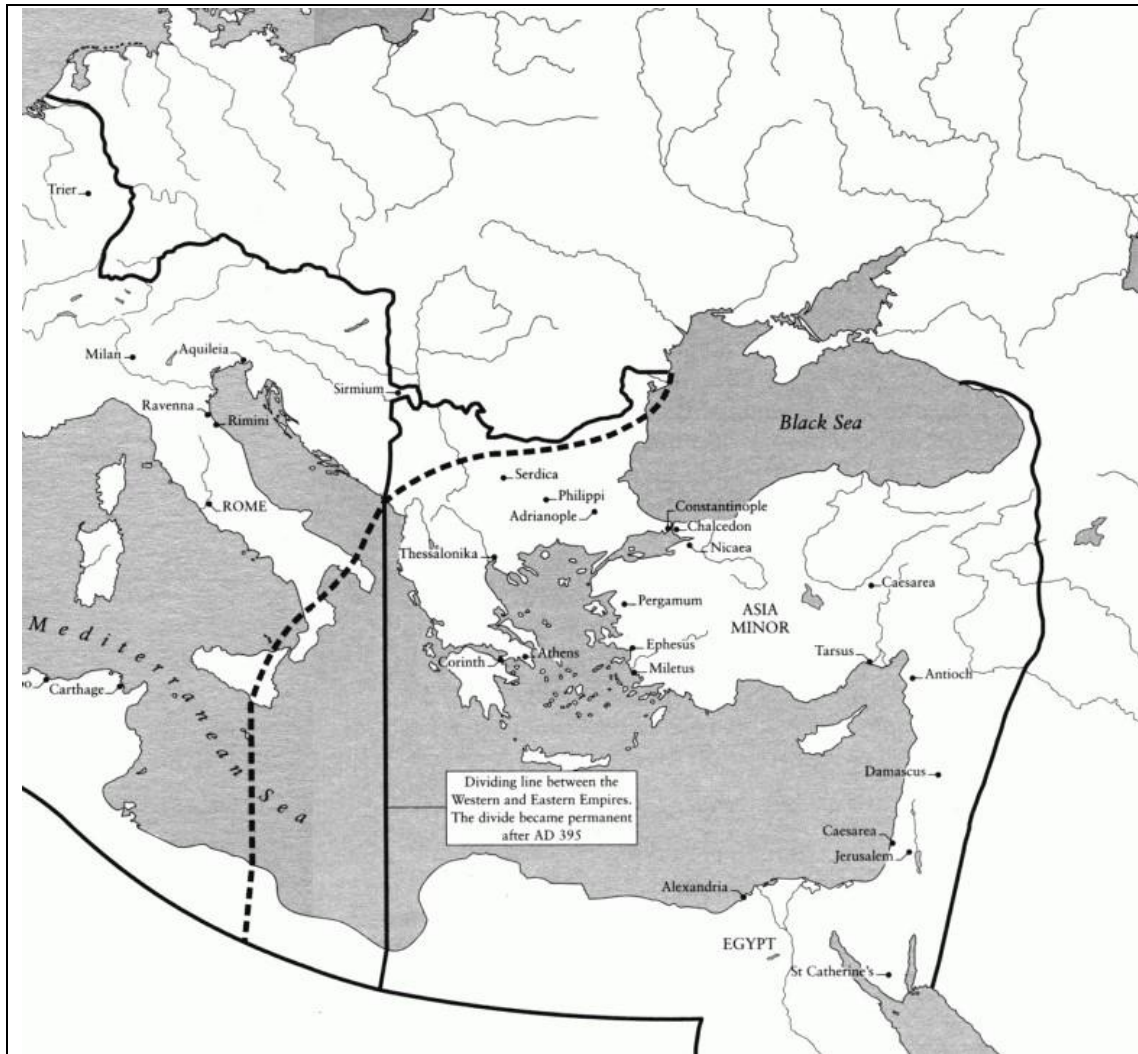 Trier
Milan
Aquileia
Sirmium
Ravenna
Rimini
ROME
Black Sea
Serdica
Philippi
Adrianople
Constantinople
Chalcedon
Nicaea
Thessalonika
Caesarea
Pergamum
ASIA
MINOR
Ephesus
Athens
Corinth
Miletus
Tarsus
Antioch
Mediterranean Sea
oo
Carthage
Dividing line between the
Western and Eastern Empires.
The divide became permanent
after AD 395
Damascus
Caesarea
Jerusalem
Alexandria
EGYPT
St Catherine's